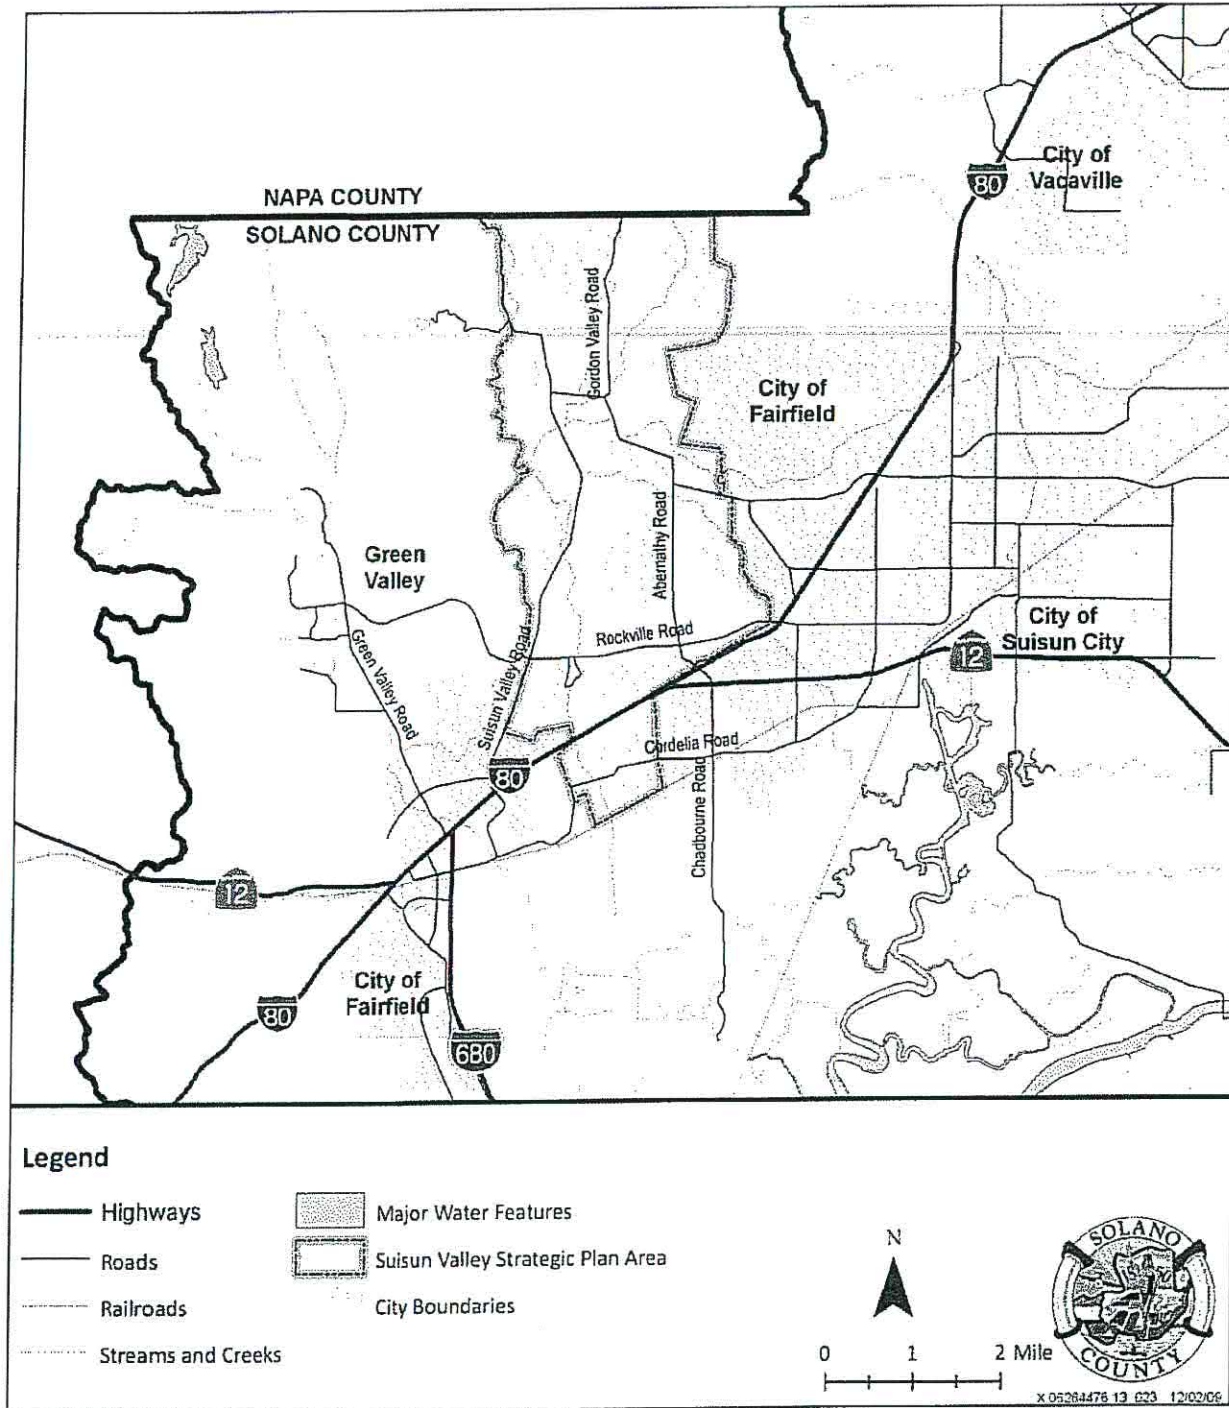 NAPA COUNTY
SOLANO COUNTY
80
City of
Vacaville
Gordon Valley Road
City of
Fairfield
Green
Valley
Abernathy Road
Rockville Road
City of
Suisun City
12
Green Valley Road
Suisun Valley Road
80
Cordelia Road
Chadbourne Road
12
80
City of
Fairfield
680
Legend
Highways
Roads
Railroads
Streams and Creeks
Major Water Features
Suisun Valley Strategic Plan Area
City Boundaries
N
0 1 2 Mile
SOLANO
COUNTY
X 05264476 13 023 12/02/09